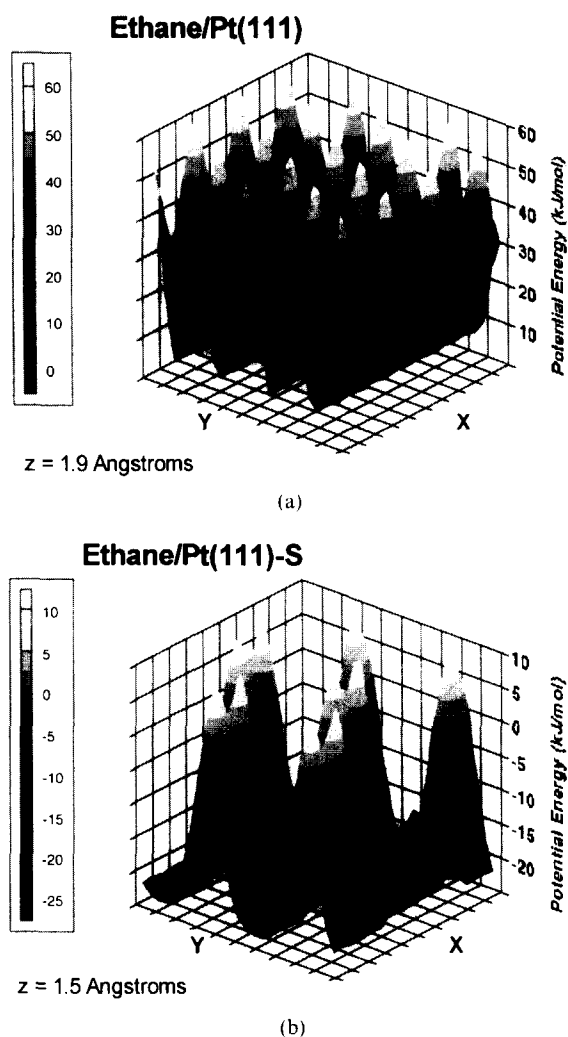 Ethane/Pt(111)
60
50
40
30
20
10
0
60
50
40
30
20
10
Potential Energy (kJ/mol)
Y
X
z = 1.9 Angstroms
(a)
Ethane/Pt(111)-S
10
5
0
-5
-10
-15
-20
-25
10
5
0
-5
-10
-15
-20
Potential Energy (kJ/mol)
Y
X
z = 1.5 Angstroms
(b)